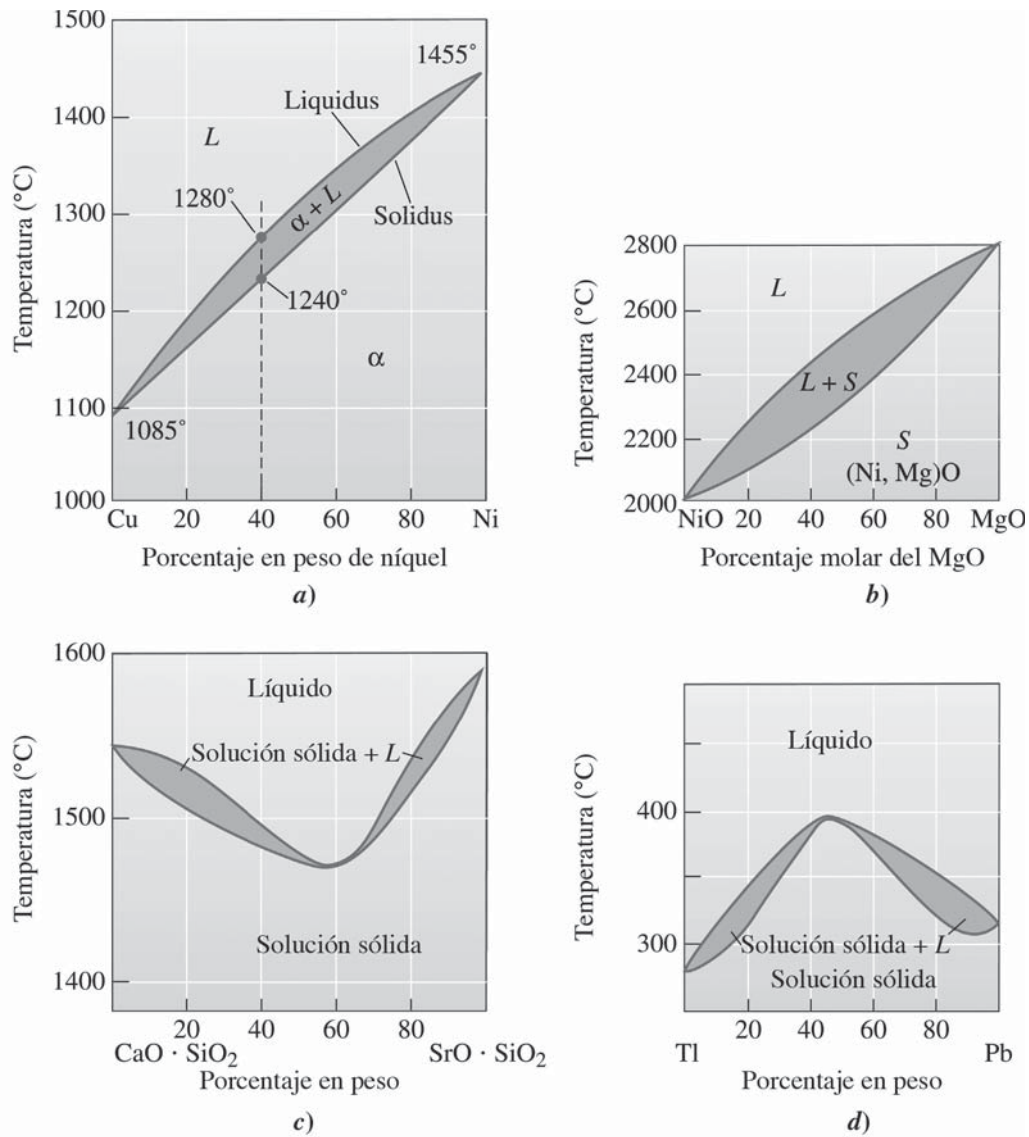 1500
1400
1300
1200
1100
1000
Temperatura (°C)
1455°
Liquidus
L
α + L
1280°
Solidus
1240°
α
1085°
Cu 20 40 60 80 Ni
Porcentaje en peso de níquel
a)
2800
2600
2400
2200
2000
Temperatura (°C)
L
L + S
S
(Ni, Mg)O
NiO 20 40 60 80 MgO
Porcentaje molar del MgO
b)
1600
1500
1400
Temperatura (°C)
Líquido
Solución sólida + L
Solución sólida
20 40 60 80
CaO · SiO₂ SrO · SiO₂
Porcentaje en peso
c)
400
300
Temperatura (°C)
Líquido
Solución sólida + L
Solución sólida
20 40 60 80
Tl Pb
Porcentaje en peso
d)